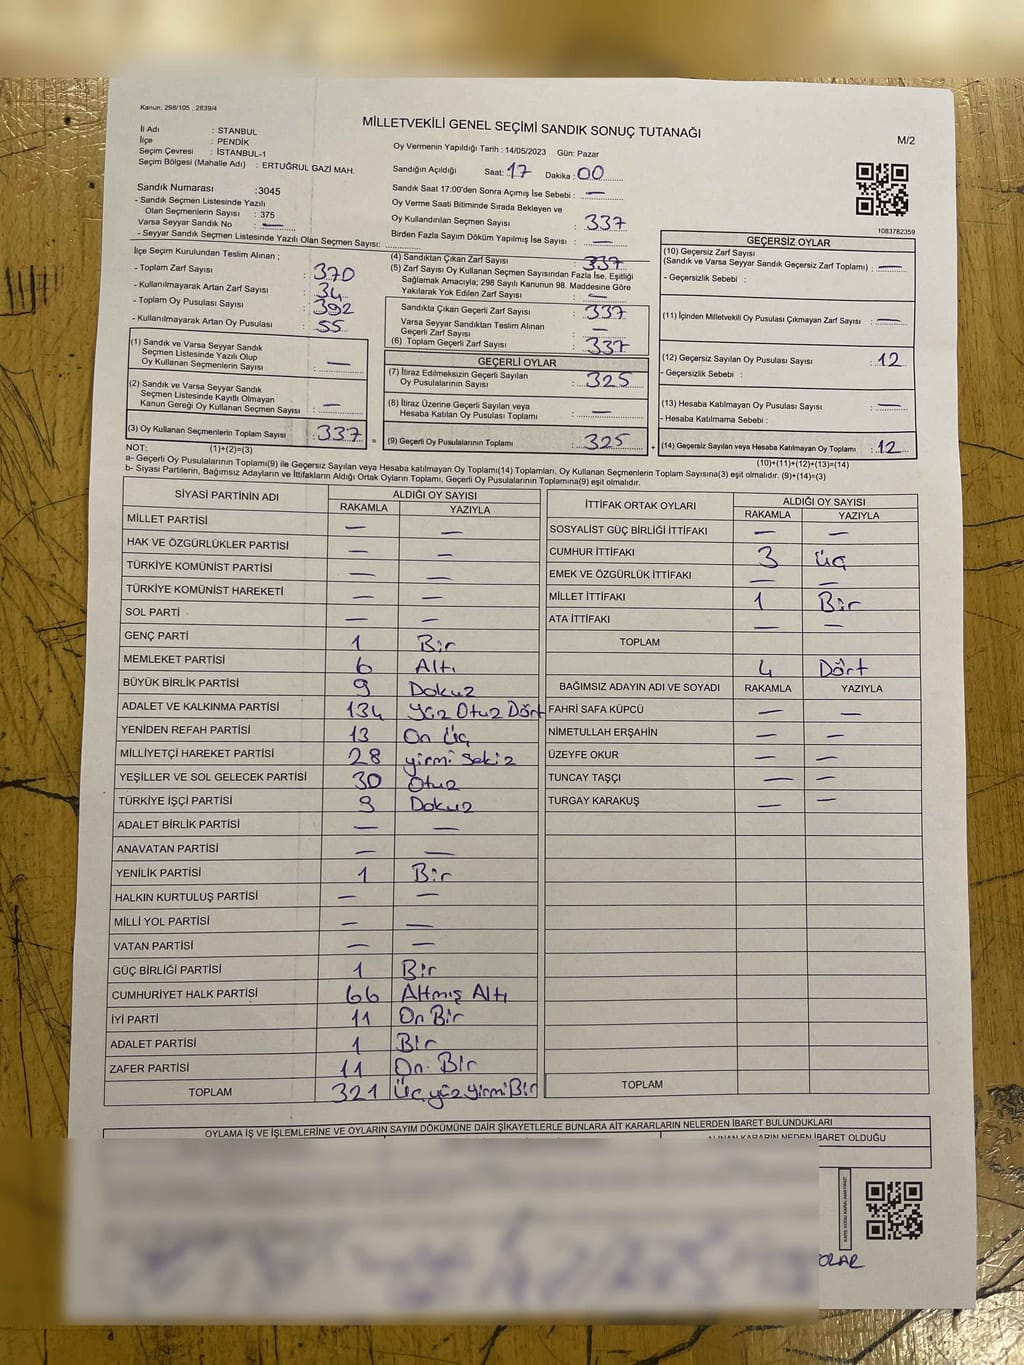 Kanun; 298/105 ; 2839/4
MİLLETVEKİLİ GENEL SEÇİMİ SANDIK SONUÇ TUTANAĞI
M/2
İl Adı : STANBUL
İlçe : PENDİK
Seçim Çevresi : İSTANBUL-1
Seçim Bölgesi (Mahalle Adı) : ERTUĞRUL GAZİ MAH.
Sandık Numarası :3045
- Sandık Seçmen Listesinde Yazılı
Olan Seçmenlerin Sayısı : 375
Varsa Seyyar Sandık No : —
- Seyyar Sandık Seçmen Listesinde Yazılı Olan Seçmen Sayısı:
Oy Vermenin Yapıldığı Tarih : 14/05/2023 Gün: Pazar
Sandığın Açıldığı Saat: 17 Dakika : 00
Sandık Saat 17:00'den Sonra Açımış İse Sebebi : —
Oy Verme Saati Bitiminde Sırada Bekleyen ve
Oy Kullandırılan Seçmen Sayısı : 337
Birden Fazla Sayım Döküm Yapılmış İse Sayısı : —
1083782359
İlçe Seçim Kurulundan Teslim Alınan ;
- Toplam Zarf Sayısı : 370
- Kullanılmayarak Artan Zarf Sayısı : 34
- Toplam Oy Pusulası Sayısı : 392
- Kullanılmayarak Artan Oy Pusulası : 55
(1) Sandık ve Varsa Seyyar Sandık
Seçmen Listesinde Yazılı Olup
Oy Kullanan Seçmenlerin Sayısı : —
(2) Sandık ve Varsa Seyyar Sandık
Seçmen Listesinde Kayıtlı Olmayan
Kanun Gereği Oy Kullanan Seçmen Sayısı : —
(3) Oy Kullanan Seçmenlerin Toplam Sayısı : 337 =
(4) Sandıktan Çıkan Zarf Sayısı : 337
(5) Zarf Sayısı Oy Kullanan Seçmen Sayısından Fazla İse, Eşitliği
Sağlamak Amacıyla; 298 Sayılı Kanunun 98. Maddesine Göre
Yakılarak Yok Edilen Zarf Sayısı : —
Sandıkta Çıkan Geçerli Zarf Sayısı : 337
Varsa Seyyar Sandıktan Teslim Alınan
Geçerli Zarf Sayısı : —
(6) Toplam Geçerli Zarf Sayısı : 337
GEÇERLİ OYLAR
(7) İtiraz Edilmeksizin Geçerli Sayılan
Oy Pusulalarının Sayısı : 325
(8) İtiraz Üzerine Geçerli Sayılan veya
Hesaba Katılan Oy Pusulası Toplamı : —
(9) Geçerli Oy Pusulalarının Toplamı : 325 +
GEÇERSİZ OYLAR
(10) Geçersiz Zarf Sayısı
(Sandık ve Varsa Seyyar Sandık Geçersiz Zarf Toplamı) : —
- Geçersizlik Sebebi :
(11) İçinden Milletvekili Oy Pusulası Çıkmayan Zarf Sayısı : —
(12) Geçersiz Sayılan Oy Pusulası Sayısı : 12
- Geçersizlik Sebebi :
(13) Hesaba Katılmayan Oy Pusulası Sayısı : —
- Hesaba Katılmama Sebebi :
(14) Geçersiz Sayılan veya Hesaba Katılmayan Oy Toplamı : 12
NOT: (1)+(2)=(3) (10)+(11)+(12)+(13)=(14)
a- Geçerli Oy Pusulalarının Toplamı(9) ile Geçersiz Sayılan veya Hesaba katılmayan Oy Toplamı(14) Toplamları, Oy Kullanan Seçmenlerin Toplam Sayısına(3) eşit olmalıdır. (9)+(14)=(3)
b- Siyasi Partilerin, Bağımsız Adayların ve İttifakların Aldığı Ortak Oyların Toplamı, Geçerli Oy Pusulalarının Toplamına(9) eşit olmalıdır.
SİYASİ PARTİNİN ADI ALDIĞI OY SAYISI
RAKAMLA YAZIYLA
MİLLET PARTİSİ — —
HAK VE ÖZGÜRLÜKLER PARTİSİ — —
TÜRKİYE KOMÜNİST PARTİSİ — —
TÜRKİYE KOMÜNİST HAREKETİ — —
SOL PARTİ — —
GENÇ PARTİ 1 Bir
MEMLEKET PARTİSİ 6 Altı
BÜYÜK BİRLİK PARTİSİ 9 Dokuz
ADALET VE KALKINMA PARTİSİ 134 Yüz Otuz Dört
YENİDEN REFAH PARTİSİ 13 On Üç
MİLLİYETÇİ HAREKET PARTİSİ 28 yirmi sekiz
YEŞİLLER VE SOL GELECEK PARTİSİ 30 Otuz
TÜRKİYE İŞÇİ PARTİSİ 9 Dokuz
ADALET BİRLİK PARTİSİ — —
ANAVATAN PARTİSİ — —
YENİLİK PARTİSİ 1 Bir
HALKIN KURTULUŞ PARTİSİ — —
MİLLİ YOL PARTİSİ — —
VATAN PARTİSİ — —
GÜÇ BİRLİĞİ PARTİSİ 1 Bir
CUMHURİYET HALK PARTİSİ 66 Altmış Altı
İYİ PARTİ 11 On Bir
ADALET PARTİSİ 1 Bir
ZAFER PARTİSİ 11 On Bir
TOPLAM 321 Üç yüz yirmi Bir
İTTİFAK ORTAK OYLARI ALDIĞI OY SAYISI
RAKAMLA YAZIYLA
SOSYALİST GÜÇ BİRLİĞİ İTTİFAKI — —
CUMHUR İTTİFAKI 3 Üç
EMEK VE ÖZGÜRLÜK İTTİFAKI — —
MİLLET İTTİFAKI 1 Bir
ATA İTTİFAKI — —
TOPLAM
4 Dört
BAĞIMSIZ ADAYIN ADI VE SOYADI RAKAMLA YAZIYLA
FAHRİ SAFA KÜPCÜ — —
NİMETULLAH ERŞAHİN — —
ÜZEYFE OKUR — —
TUNCAY TAŞÇI — —
TURGAY KARAKUŞ — —
TOPLAM
OYLAMA İŞ VE İŞLEMLERİNE VE OYLARIN SAYIM DÖKÜMÜNE DAİR ŞİKAYETLERLE BUNLARA AİT KARARLARIN NELERDEN İBARET BULUNDUKLARI
ALINAN KARARIN NEDEN İBARET OLDUĞU
KARE KODU KARALAMAYINIZ!